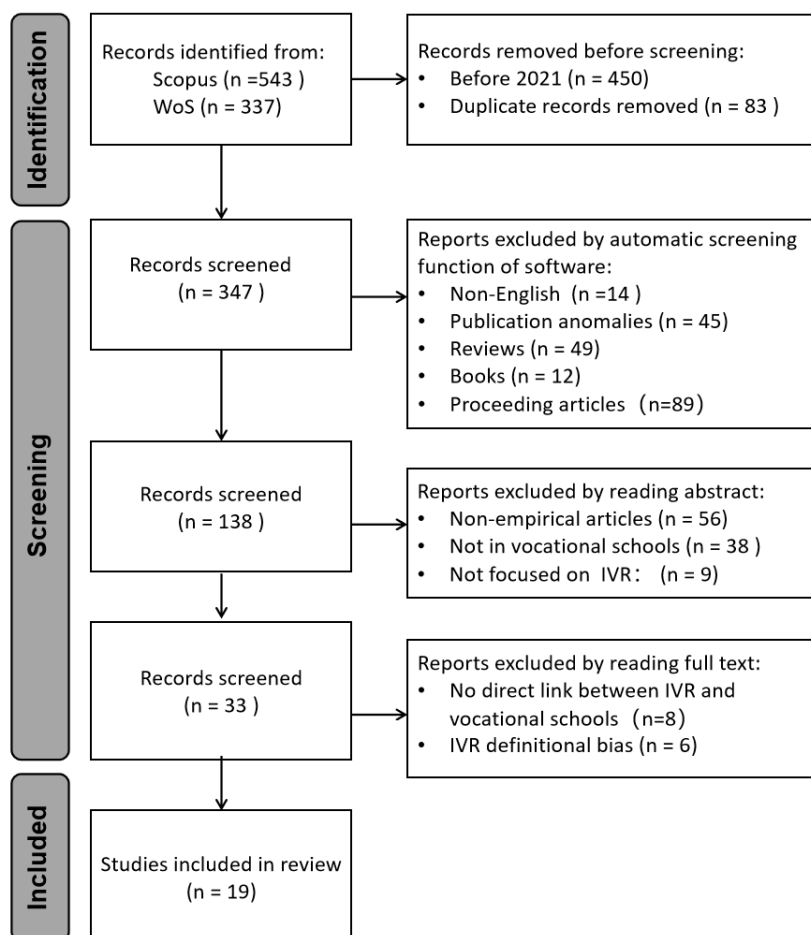 Identification
Records identified from:
Scopus (n =543 )
WoS (n = 337)
Records removed before screening:
• Before 2021 (n = 450)
• Duplicate records removed (n = 83 )
Screening
Records screened
(n = 347 )
Reports excluded by automatic screening
function of software:
• Non-English (n =14 )
• Publication anomalies (n = 45)
• Reviews (n = 49)
• Books (n = 12)
• Proceeding articles （n=89)
Records screened
(n = 138 )
Reports excluded by reading abstract:
• Non-empirical articles (n = 56)
• Not in vocational schools (n = 38 )
• Not focused on IVR： (n = 9)
Records screened
(n = 33 )
Reports excluded by reading full text:
• No direct link between IVR and
vocational schools （n=8)
• IVR definitional bias (n = 6)
Included
Studies included in review
(n = 19)